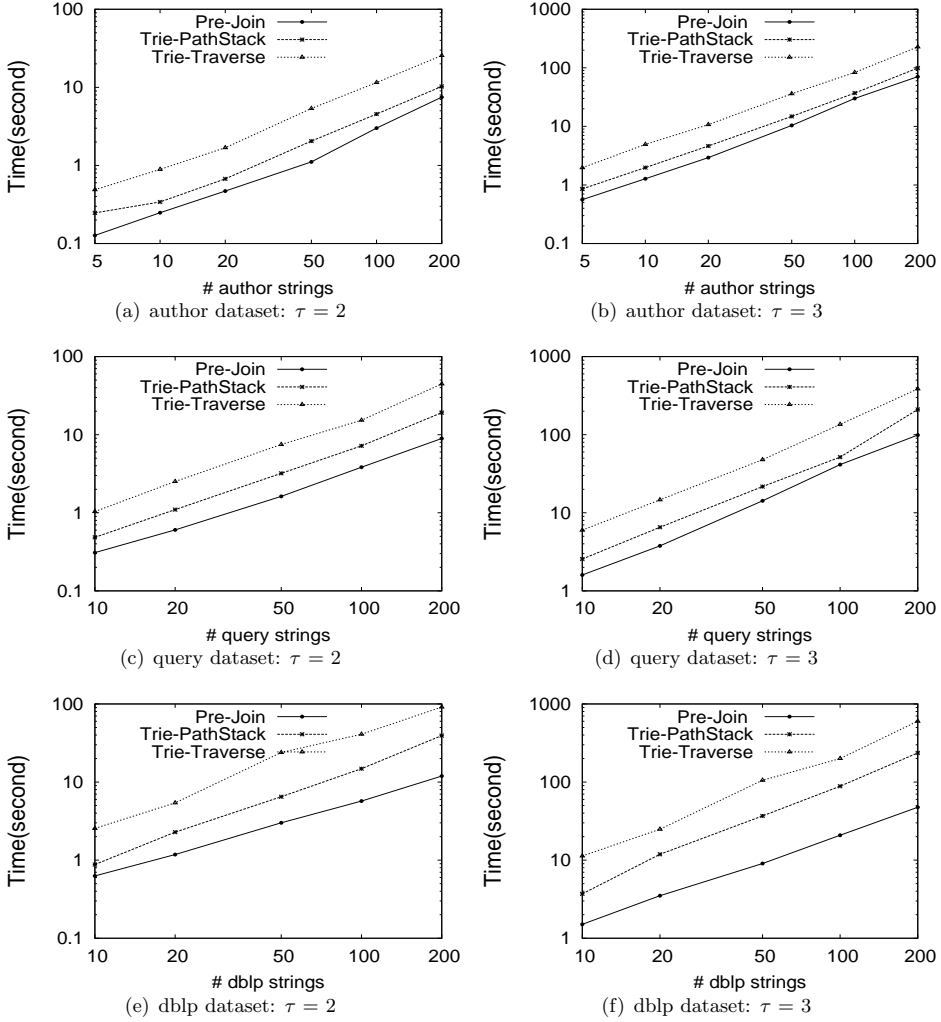 100
10
1
0.1
Time(second)
Pre-Join
Trie-PathStack
Trie-Traverse
5 10 20 50 100 200
# author strings
(a) author dataset: τ = 2
1000
100
10
1
0.1
Time(second)
Pre-Join
Trie-PathStack
Trie-Traverse
5 10 20 50 100 200
# author strings
(b) author dataset: τ = 3
100
10
1
0.1
Time(second)
Pre-Join
Trie-PathStack
Trie-Traverse
10 20 50 100 200
# query strings
(c) query dataset: τ = 2
1000
100
10
1
Time(second)
Pre-Join
Trie-PathStack
Trie-Traverse
10 20 50 100 200
# query strings
(d) query dataset: τ = 3
100
10
1
0.1
Time(second)
Pre-Join
Trie-PathStack
Trie-Traverse
10 20 50 100 200
# dblp strings
(e) dblp dataset: τ = 2
1000
100
10
1
Time(second)
Pre-Join
Trie-PathStack
Trie-Traverse
10 20 50 100 200
# dblp strings
(f) dblp dataset: τ = 3